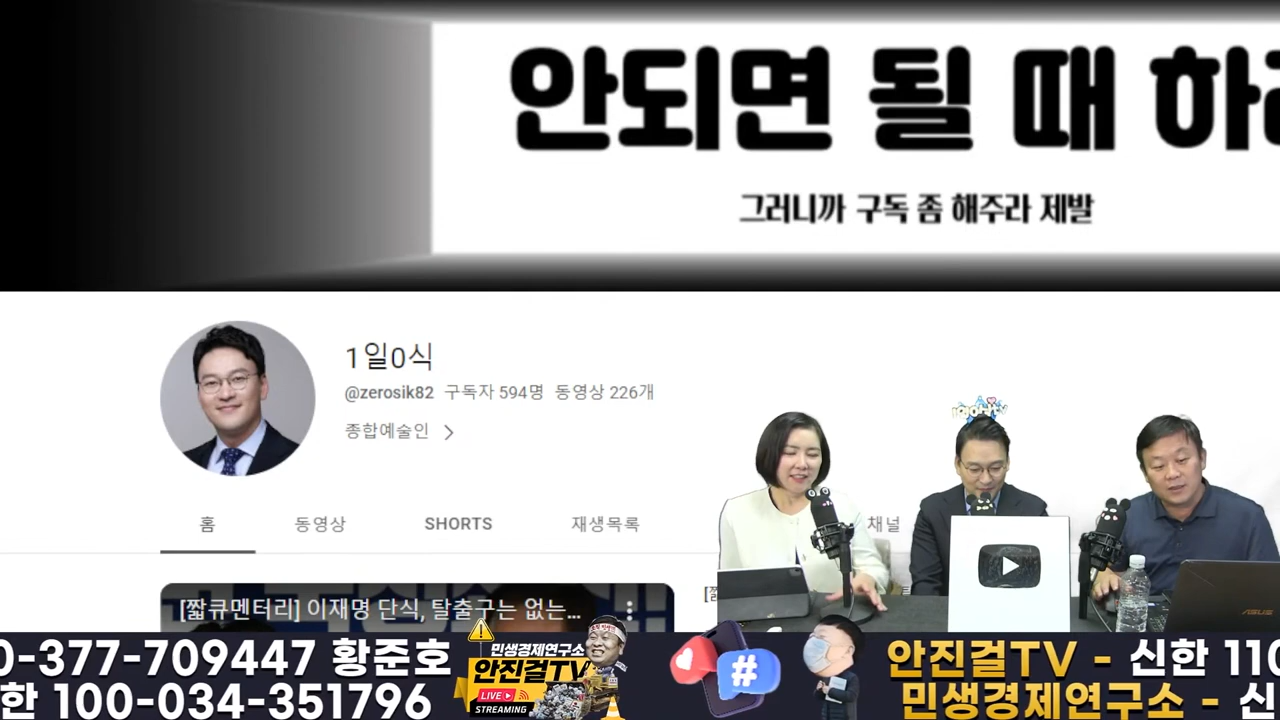 안되면 될 때 하
그러니까 구독 좀 해주라 제발
1일0식
@zerosik82 구독자 594명 동영상 226개
종합예술인
홈 동영상 SHORTS 재생목록 채널
[짧큐멘터리] 이재명 단식, 탈출구는 없는...
0-377-709447 황준호
한 100-034-351796
민생경제연구소
안진걸TV
LIVE
STREAMING
#
안진걸TV - 신한 110
민생경제연구소 - 신
ASUS